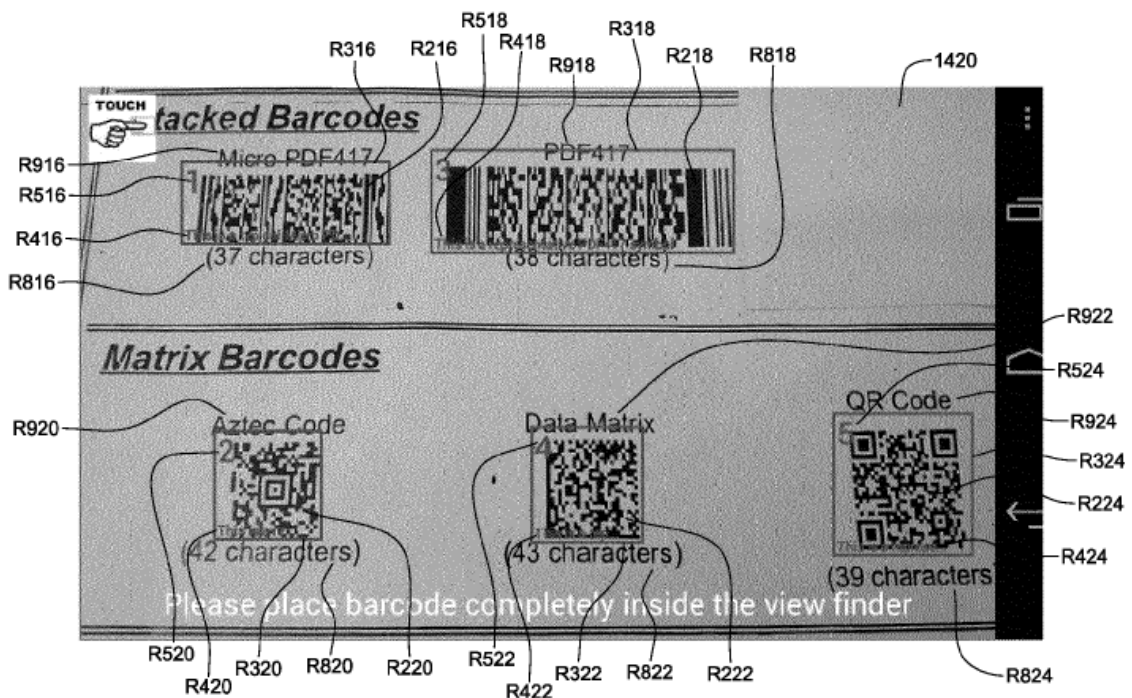 R518
R418
R318
R316
R216
R918
R218
R818
1420
TOUCH
tacked Barcodes
R916
Micro PDF417
PDF417
R516
1
3
R416
(37 characters)
(38 characters)
R816
R818
R922
Matrix Barcodes
R524
QR Code
R920
Aztec Code
Data Matrix
R924
2
4
5
R324
R224
(42 characters)
(43 characters)
R424
(39 characters)
Please place barcode completely inside the view finder
R520
R420
R320
R820
R220
R522
R422
R322
R822
R222
R824